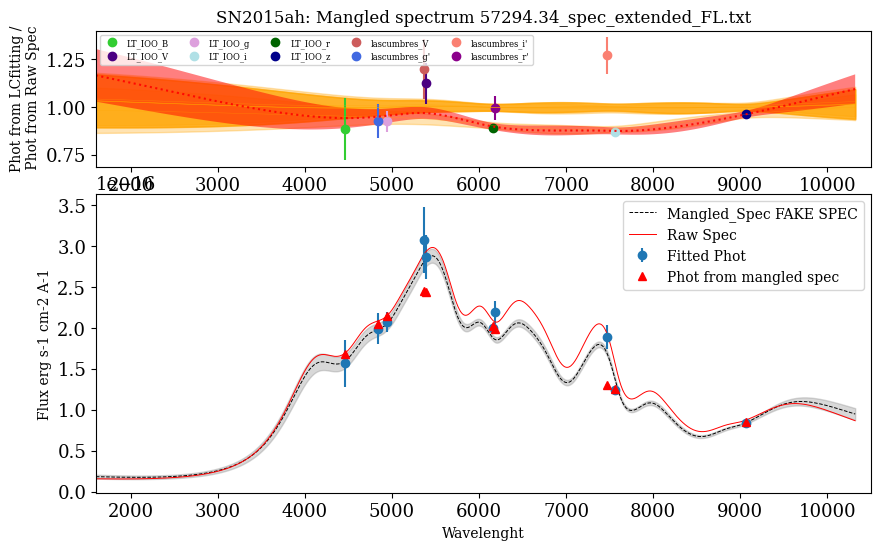 SN2015ah: Mangled spectrum 57294.34_spec_extended_FL.txt
Phot from LCfitting /
Phot from Raw Spec
1.25
1.00
0.75
LT_IOO_B LT_IOO_g LT_IOO_r lascumbres_V lascumbres_i'
LT_IOO_V LT_IOO_i LT_IOO_z lascumbres_g' lascumbres_r'
2000 3000 4000 5000 6000 7000 8000 9000 10000
1e−16
Flux erg s-1 cm-2 A-1
3.5
3.0
2.5
2.0
1.5
1.0
0.5
0.0
Mangled_Spec FAKE SPEC
Raw Spec
Fitted Phot
Phot from mangled spec
2000 3000 4000 5000 6000 7000 8000 9000 10000
Wavelenght